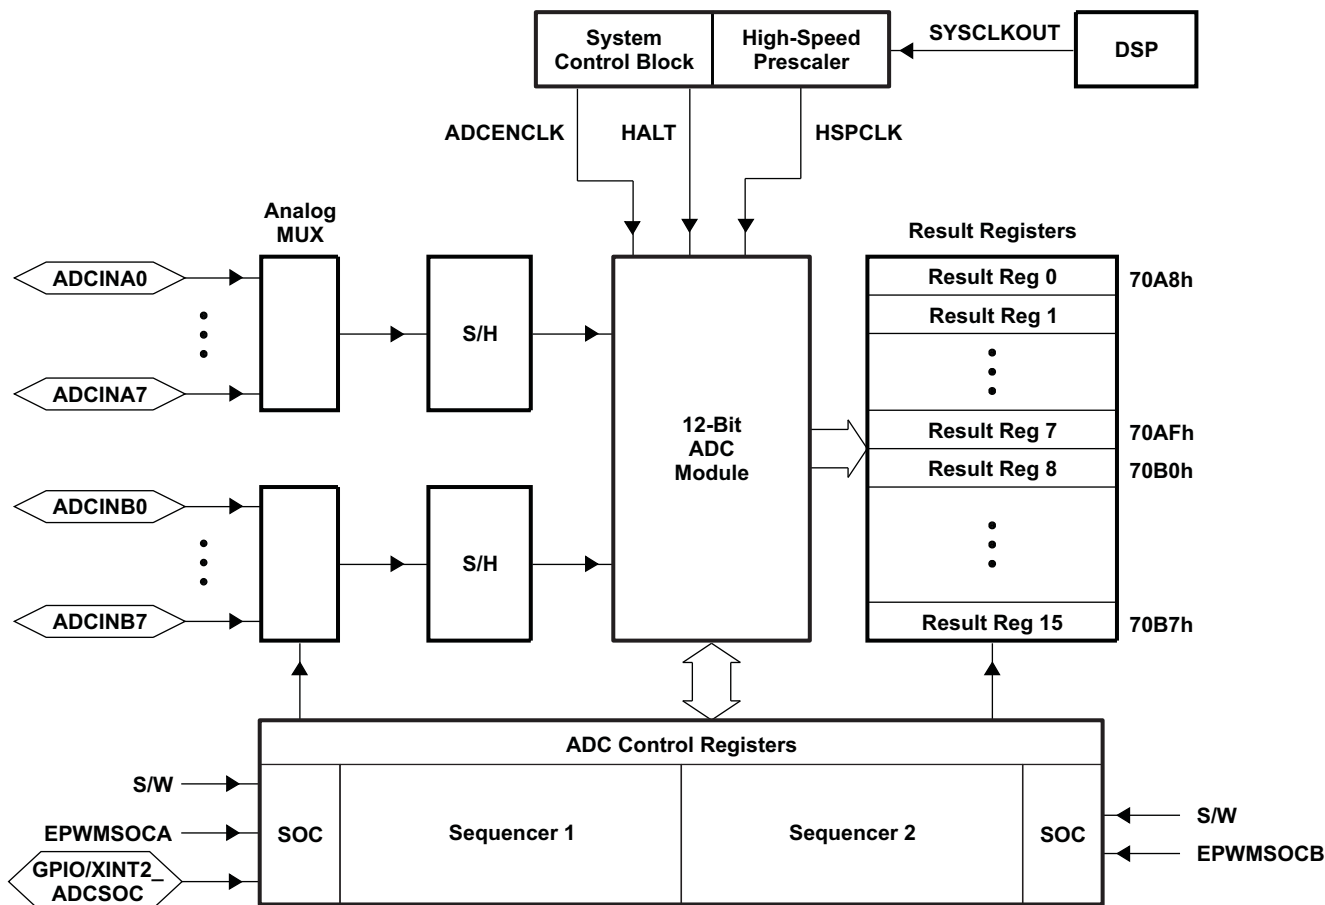 System
Control Block
High-Speed
Prescaler
SYSCLKOUT
DSP
ADCENCLK
HALT
HSPCLK
Analog
MUX
Result Registers
ADCINA0
ADCINA7
S/H
12-Bit
ADC
Module
Result Reg 0
70A8h
Result Reg 1
Result Reg 7
70AFh
Result Reg 8
70B0h
ADCINB0
ADCINB7
S/H
Result Reg 15
70B7h
ADC Control Registers
S/W
EPWMSOCA
GPIO/XINT2_
ADCSOC
SOC
Sequencer 1
Sequencer 2
SOC
S/W
EPWMSOCB